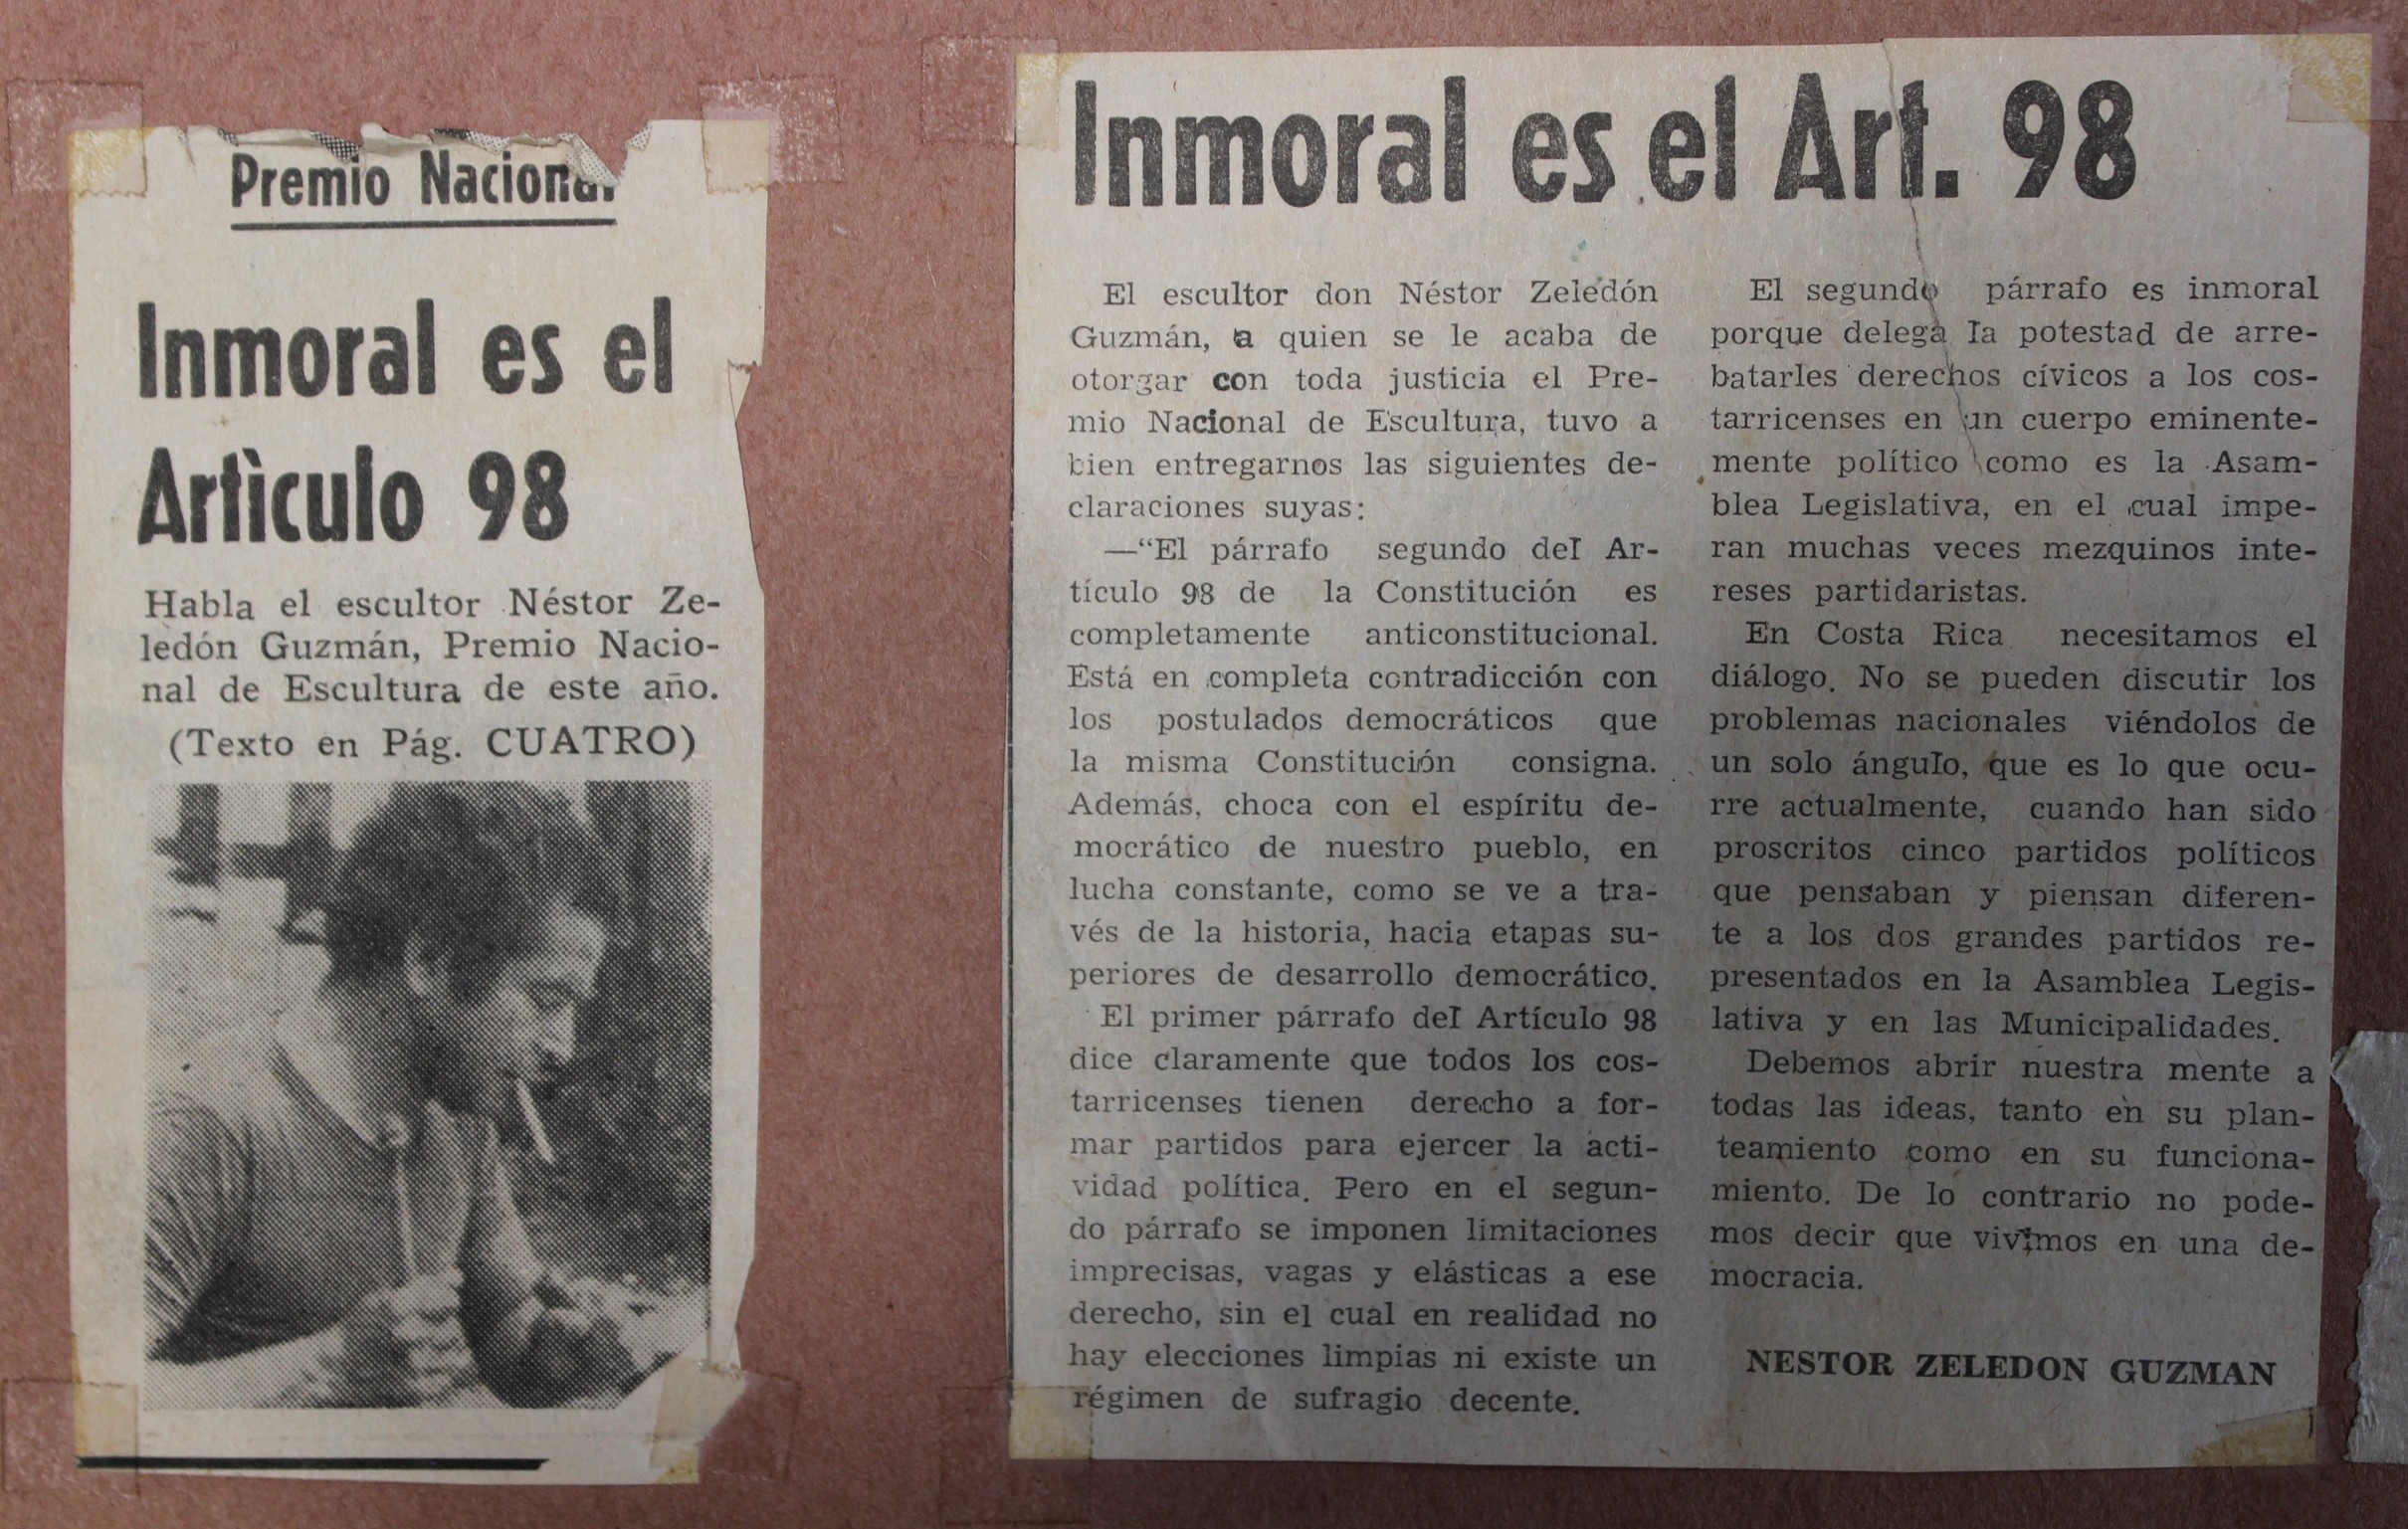 Premio Nacional
Inmoral es el
Artìculo 98
Habla el escultor Néstor Ze-
ledón Guzmán, Premio Nacio-
nal de Escultura de este año.
(Texto en Pág. CUATRO)
Inmoral es el Art. 98
El escultor don Néstor Zeledón
Guzmán, a quien se le acaba de
otorgar con toda justicia el Pre-
mio Nacional de Escultura, tuvo a
bien entregarnos las siguientes de-
claraciones suyas:
—“El párrafo segundo del Ar-
tículo 98 de la Constitución es
completamente anticonstitucional.
Está en completa contradicción con
los postulados democráticos que
la misma Constitución consigna.
Además, choca con el espíritu de-
mocrático de nuestro pueblo, en
lucha constante, como se ve a tra-
vés de la historia, hacia etapas su-
periores de desarrollo democrático.
El primer párrafo del Artículo 98
dice claramente que todos los cos-
tarricenses tienen derecho a for-
mar partidos para ejercer la acti-
vidad política. Pero en el segun-
do párrafo se imponen limitaciones
imprecisas, vagas y elásticas a ese
derecho, sin el cual en realidad no
hay elecciones limpias ni existe un
régimen de sufragio decente.
El segundo párrafo es inmoral
porque delega la potestad de arre-
batarles derechos cívicos a los cos-
tarricenses en un cuerpo eminente-
mente político como es la Asam-
blea Legislativa, en el cual impe-
ran muchas veces mezquinos inte-
reses partidaristas.
En Costa Rica necesitamos el
diálogo. No se pueden discutir los
problemas nacionales viéndolos de
un solo ángulo, que es lo que ocu-
rre actualmente, cuando han sido
proscritos cinco partidos políticos
que pensaban y piensan diferen-
te a los dos grandes partidos re-
presentados en la Asamblea Legis-
lativa y en las Municipalidades.
Debemos abrir nuestra mente a
todas las ideas, tanto en su plan-
teamiento como en su funciona-
miento. De lo contrario no pode-
mos decir que vivimos en una de-
mocracia.
NESTOR ZELEDON GUZMAN